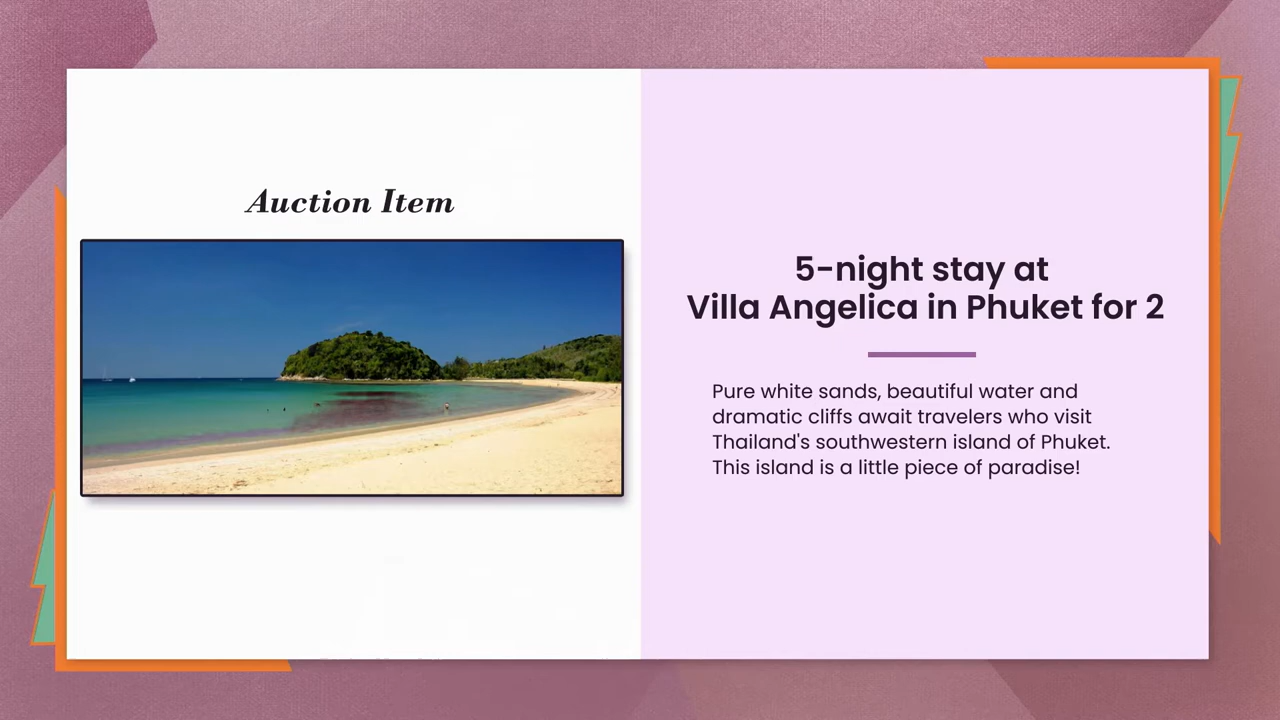 Auction Item
5-night stay at
Villa Angelica in Phuket for 2
Pure white sands, beautiful water and
dramatic cliffs await travelers who visit
Thailand's southwestern island of Phuket.
This island is a little piece of paradise!